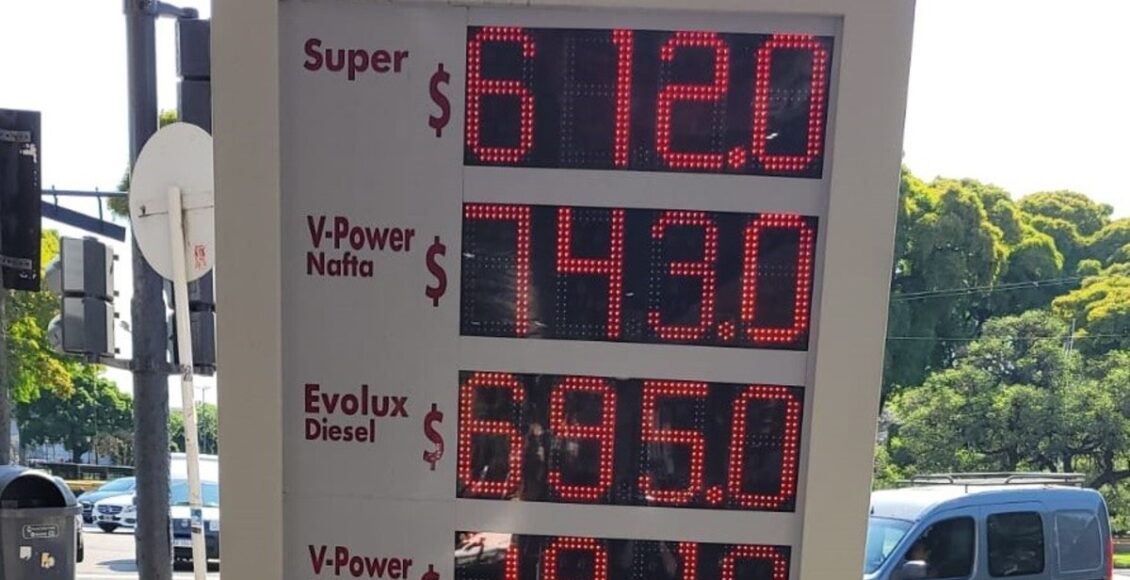 Super $ 612.0
V-Power
Nafta $ 743.0
Evolux
Diesel $ 695.0
V-Power $